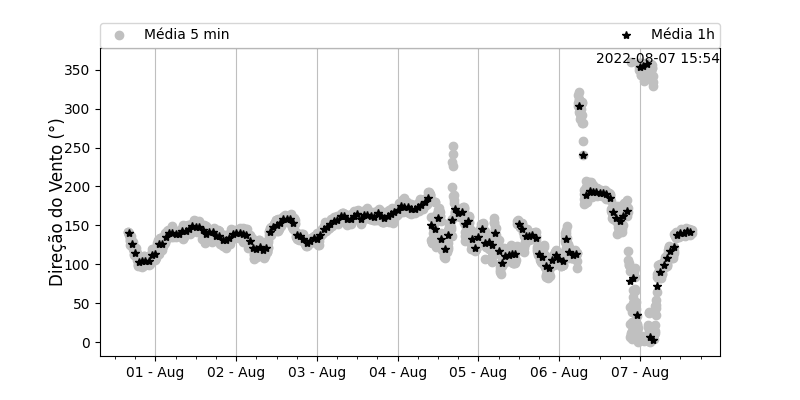 Média 5 min
Média 1h
2022-08-07 15:54
Direção do Vento (°)
350
300
250
200
150
100
50
0
01 - Aug
02 - Aug
03 - Aug
04 - Aug
05 - Aug
06 - Aug
07 - Aug